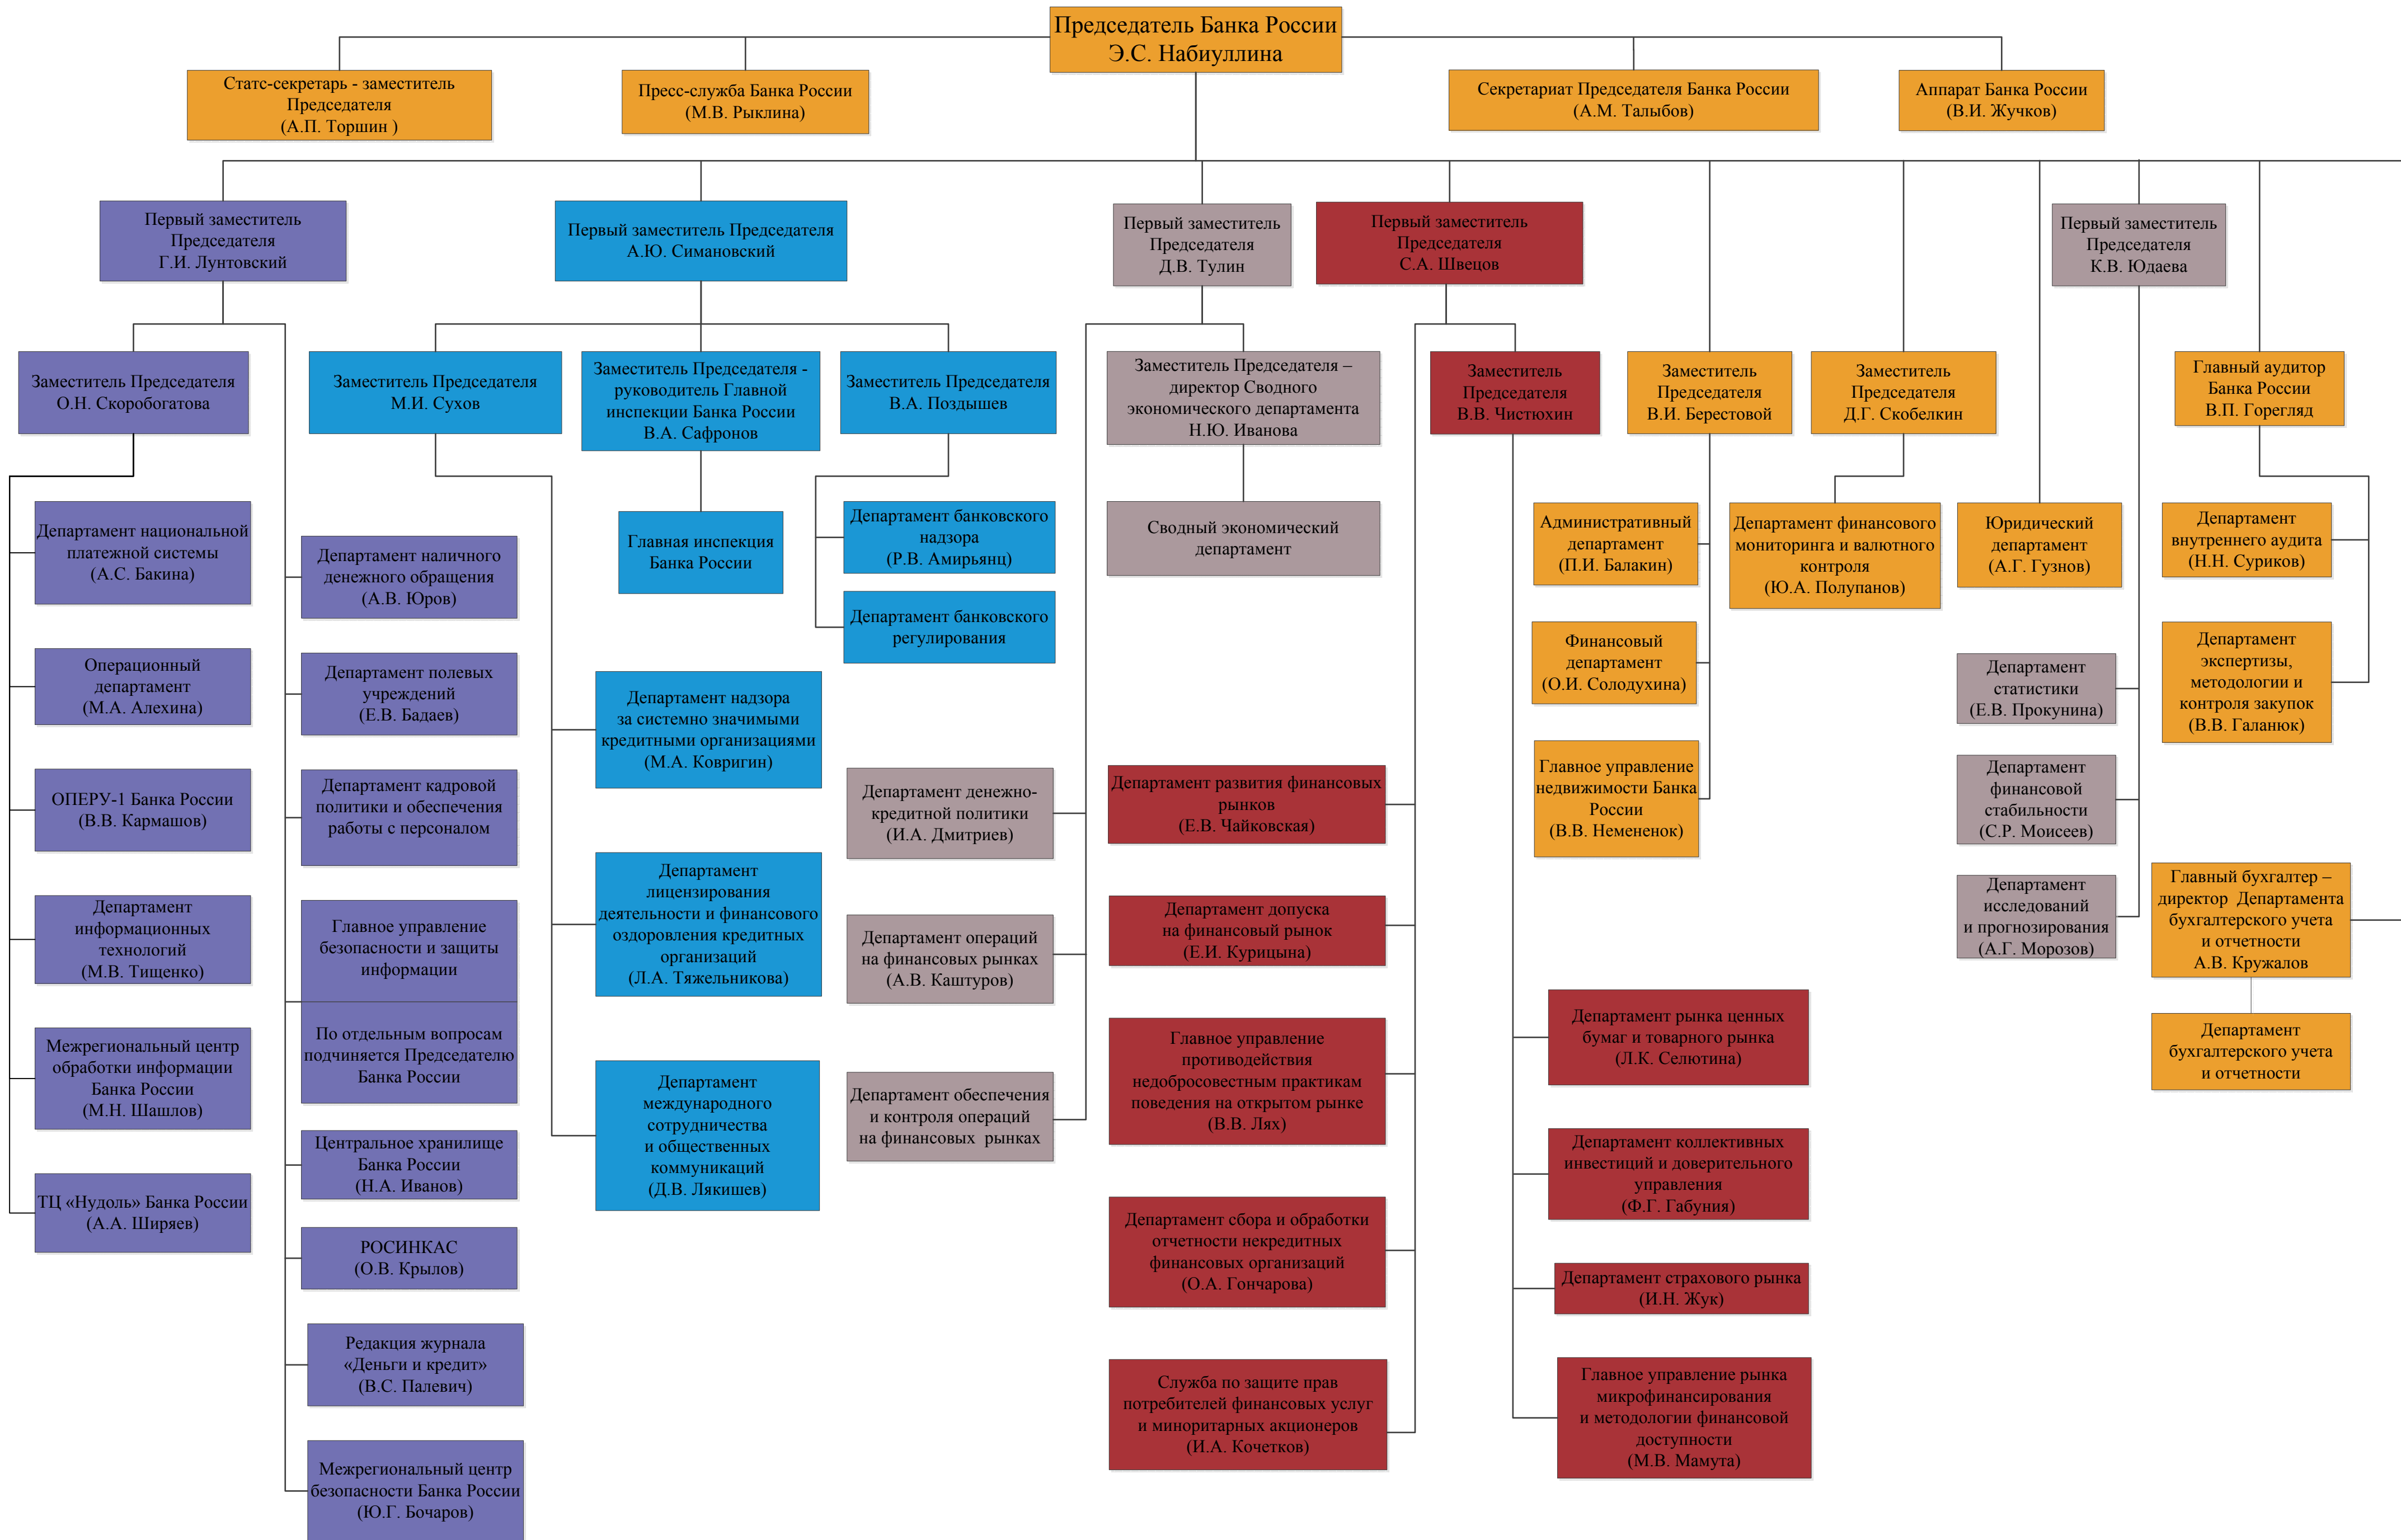 Председатель Банка России
Э.С. Набиуллина
Статс-секретарь - заместитель
Председателя
(А.П. Торшин )
Пресс-служба Банка России
(М.В. Рыклина)
Секретариат Председателя Банка России
(А.М. Талыбов)
Аппарат Банка России
(В.И. Жучков)
Первый заместитель
Председателя
Г.И. Лунтовский
Первый заместитель Председателя
А.Ю. Симановский
Первый заместитель
Председателя
Д.В. Тулин
Первый заместитель
Председателя
С.А. Швецов
Первый заместитель
Председателя
К.В. Юдаева
Заместитель Председателя
О.Н. Скоробогатова
Заместитель Председателя
М.И. Сухов
Заместитель Председателя -
руководитель Главной
инспекции Банка России
В.А. Сафронов
Заместитель Председателя
В.А. Поздышев
Заместитель Председателя –
директор Сводного
экономического департамента
Н.Ю. Иванова
Заместитель
Председателя
В.В. Чистюхин
Заместитель
Председателя
В.И. Берестовой
Заместитель
Председателя
Д.Г. Скобелкин
Главный аудитор
Банка России
В.П. Горегляд
Департамент национальной
платежной системы
(А.С. Бакина)
Операционный
департамент
(М.А. Алехина)
ОПЕРУ-1 Банка России
(В.В. Кармашов)
Департамент
информационных
технологий
(М.В. Тищенко)
Межрегиональный центр
обработки информации
Банка России
(М.Н. Шашлов)
ТЦ «Нудоль» Банка России
(А.А. Ширяев)
Департамент наличного
денежного обращения
(А.В. Юров)
Департамент полевых
учреждений
(Е.В. Бадаев)
Департамент кадровой
политики и обеспечения
работы с персоналом
Главное управление
безопасности и защиты
информации
По отдельным вопросам
подчиняется Председателю
Банка России
Центральное хранилище
Банка России
(Н.А. Иванов)
РОСИНКАС
(О.В. Крылов)
Редакция журнала
«Деньги и кредит»
(В.С. Палевич)
Межрегиональный центр
безопасности Банка России
(Ю.Г. Бочаров)
Главная инспекция
Банка России
Департамент банковского
надзора
(Р.В. Амирьянц)
Департамент банковского
регулирования
Департамент надзора
за системно значимыми
кредитными организациями
(М.А. Ковригин)
Департамент
лицензирования
деятельности и финансового
оздоровления кредитных
организаций
(Л.А. Тяжельникова)
Департамент
международного
сотрудничества
и общественных
коммуникаций
(Д.В. Лякишев)
Сводный экономический
департамент
Департамент денежно-
кредитной политики
(И.А. Дмитриев)
Департамент операций
на финансовых рынках
(А.В. Каштуров)
Департамент обеспечения
и контроля операций
на финансовых рынках
Департамент развития финансовых
рынков
(Е.В. Чайковская)
Департамент допуска
на финансовый рынок
(Е.И. Курицына)
Главное управление
противодействия
недобросовестным практикам
поведения на открытом рынке
(В.В. Лях)
Департамент сбора и обработки
отчетности некредитных
финансовых организаций
(О.А. Гончарова)
Служба по защите прав
потребителей финансовых услуг
и миноритарных акционеров
(И.А. Кочетков)
Департамент рынка ценных
бумаг и товарного рынка
(Л.К. Селютина)
Департамент коллективных
инвестиций и доверительного
управления
(Ф.Г. Габуния)
Департамент страхового рынка
(И.Н. Жук)
Главное управление рынка
микрофинансирования
и методологии финансовой
доступности
(М.В. Мамута)
Административный
департамент
(П.И. Балакин)
Финансовый
департамент
(О.И. Солодухина)
Главное управление
недвижимости Банка
России
(В.В. Немененок)
Департамент финансового
мониторинга и валютного
контроля
(Ю.А. Полупанов)
Юридический
департамент
(А.Г. Гузнов)
Департамент
статистики
(Е.В. Прокунина)
Департамент
финансовой
стабильности
(С.Р. Моисеев)
Департамент
исследований
и прогнозирования
(А.Г. Морозов)
Департамент
внутреннего аудита
(Н.Н. Суриков)
Департамент
экспертизы,
методологии и
контроля закупок
(В.В. Галанюк)
Главный бухгалтер –
директор Департамента
бухгалтерского учета
и отчетности
А.В. Кружалов
Департамент
бухгалтерского учета
и отчетности